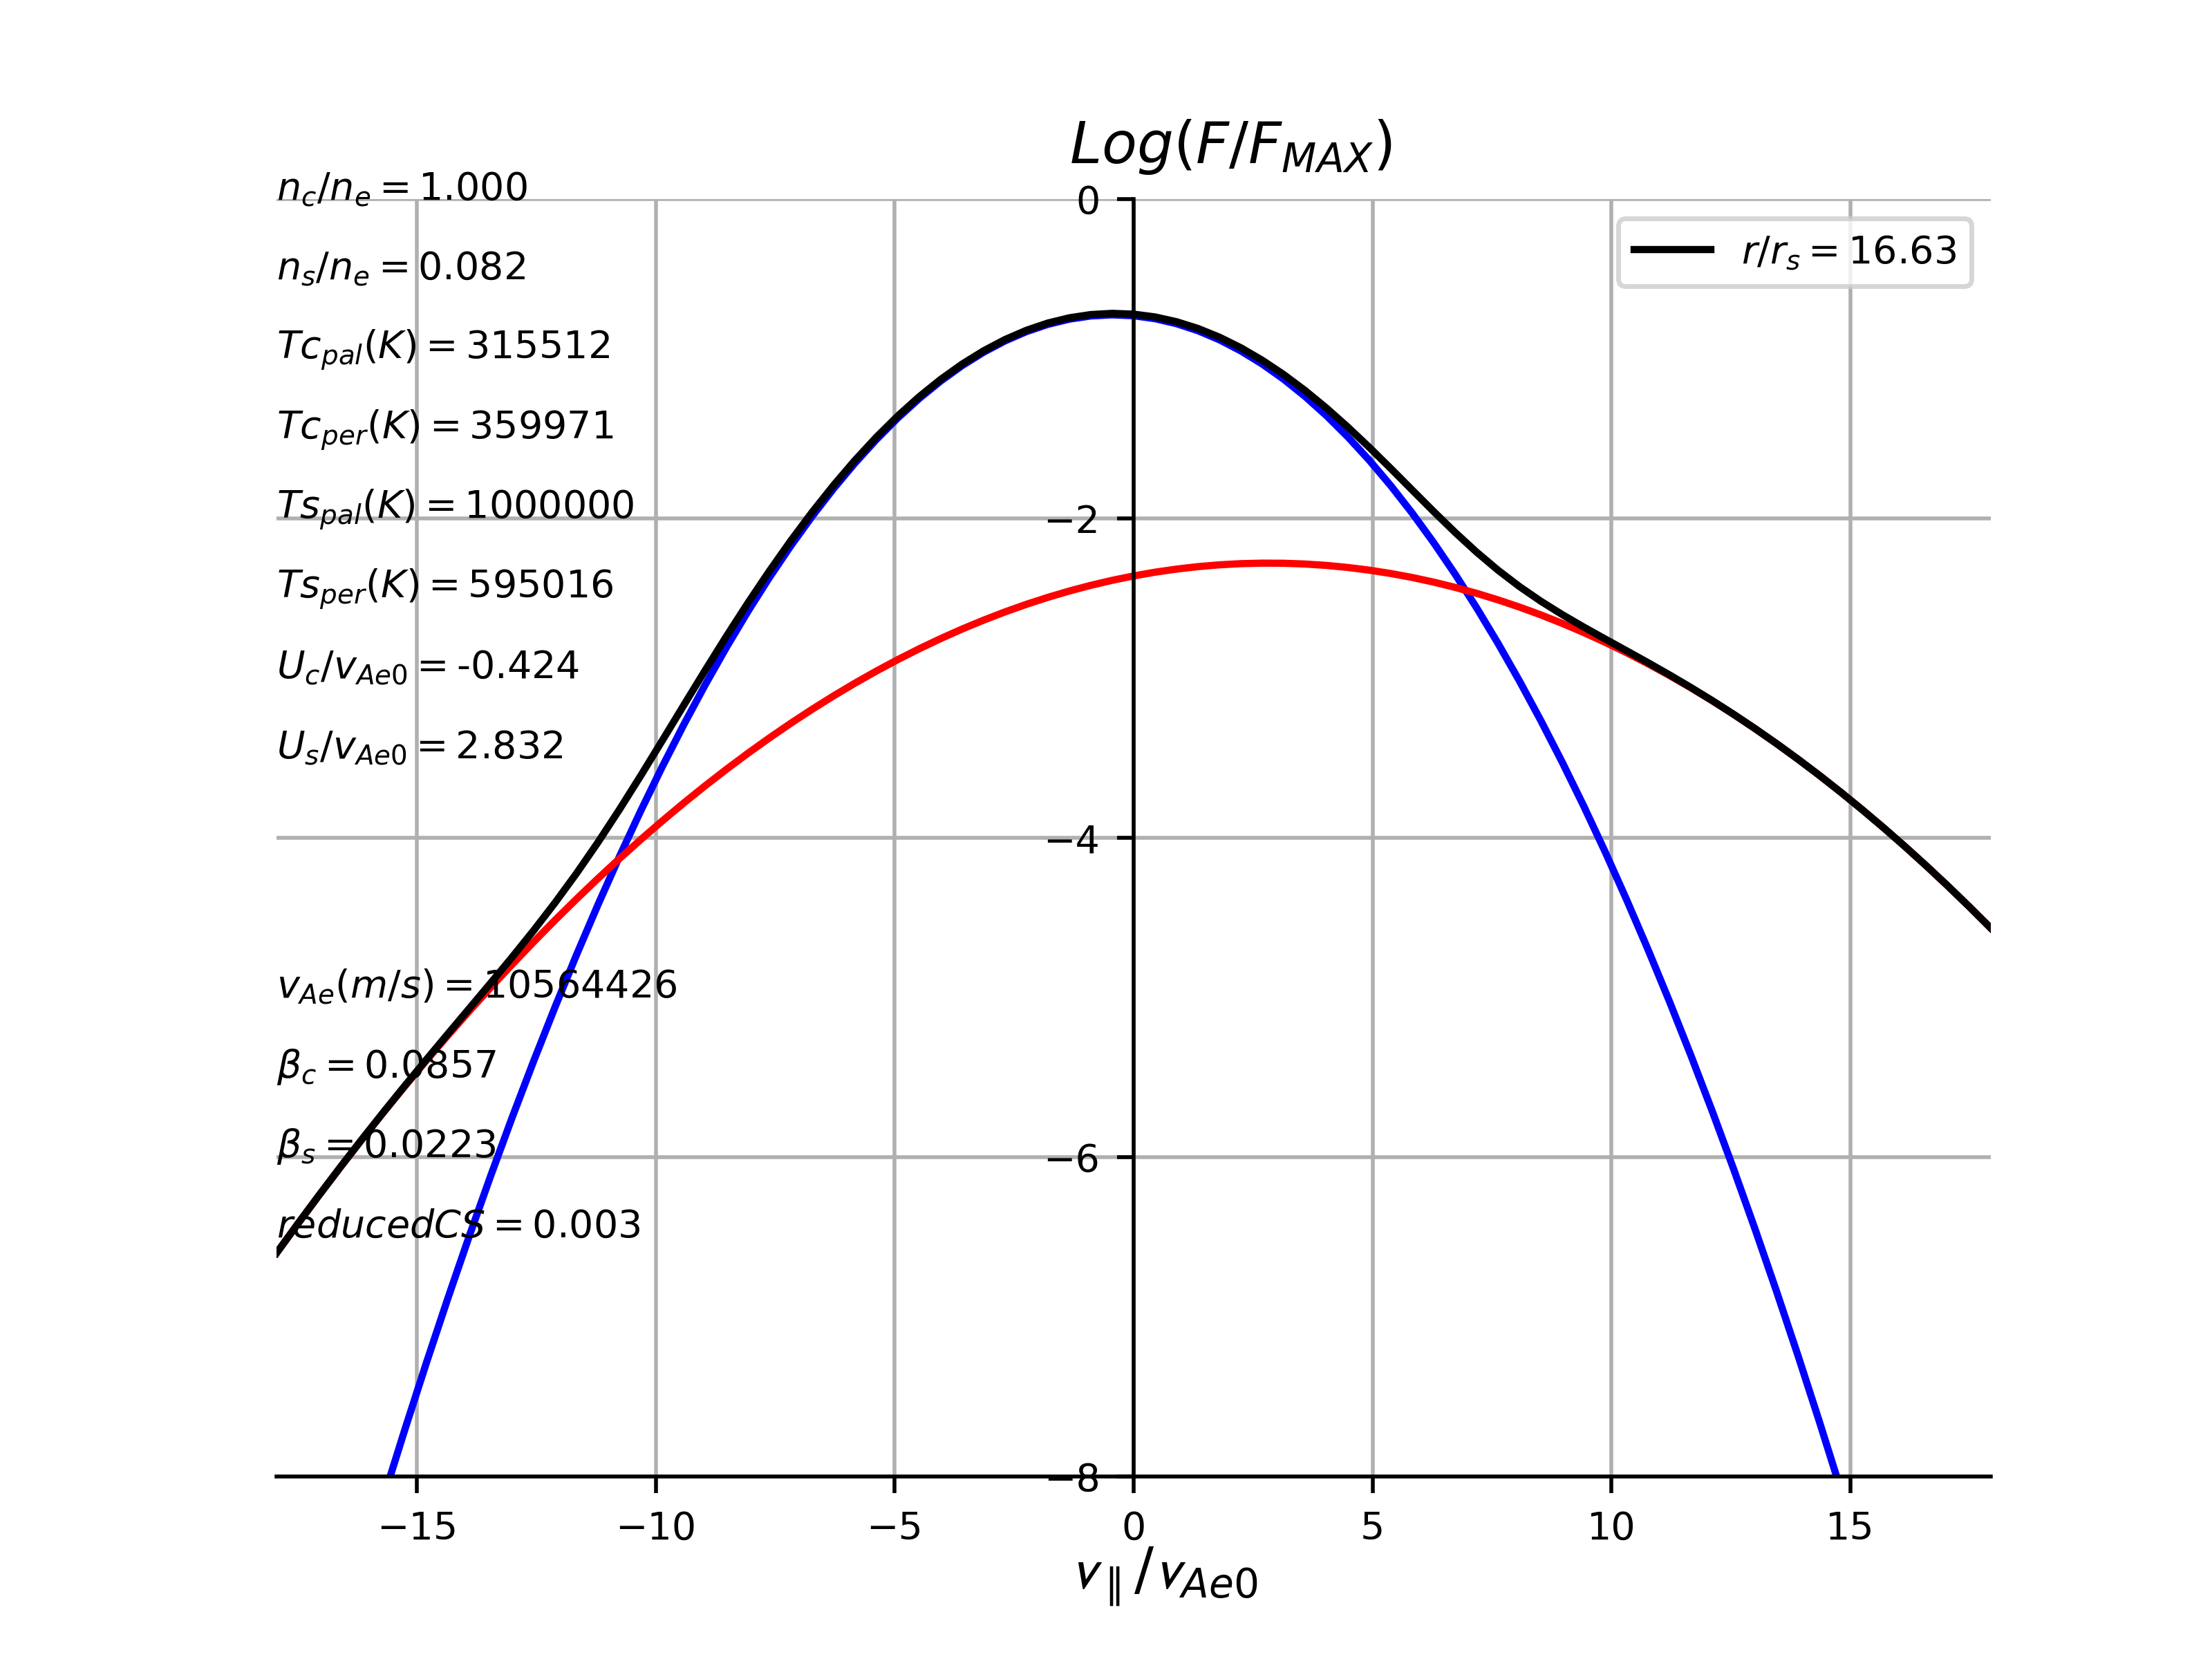 Log(F/F_MAX)
n_c/n_e = 1.000
n_s/n_e = 0.082
Tc_pal(K) = 315512
Tc_per(K) = 359971
Ts_pal(K) = 1000000
Ts_per(K) = 595016
U_c/v_Ae0 = -0.424
U_s/v_Ae0 = 2.832
v_Ae(m/s) = 10564426
β_c = 0.0857
β_s = 0.0223
reducedCS = 0.003
r/r_s = 16.63
0
−2
−4
−6
−8
−15 −10 −5 0 5 10 15
v_∥/v_Ae0